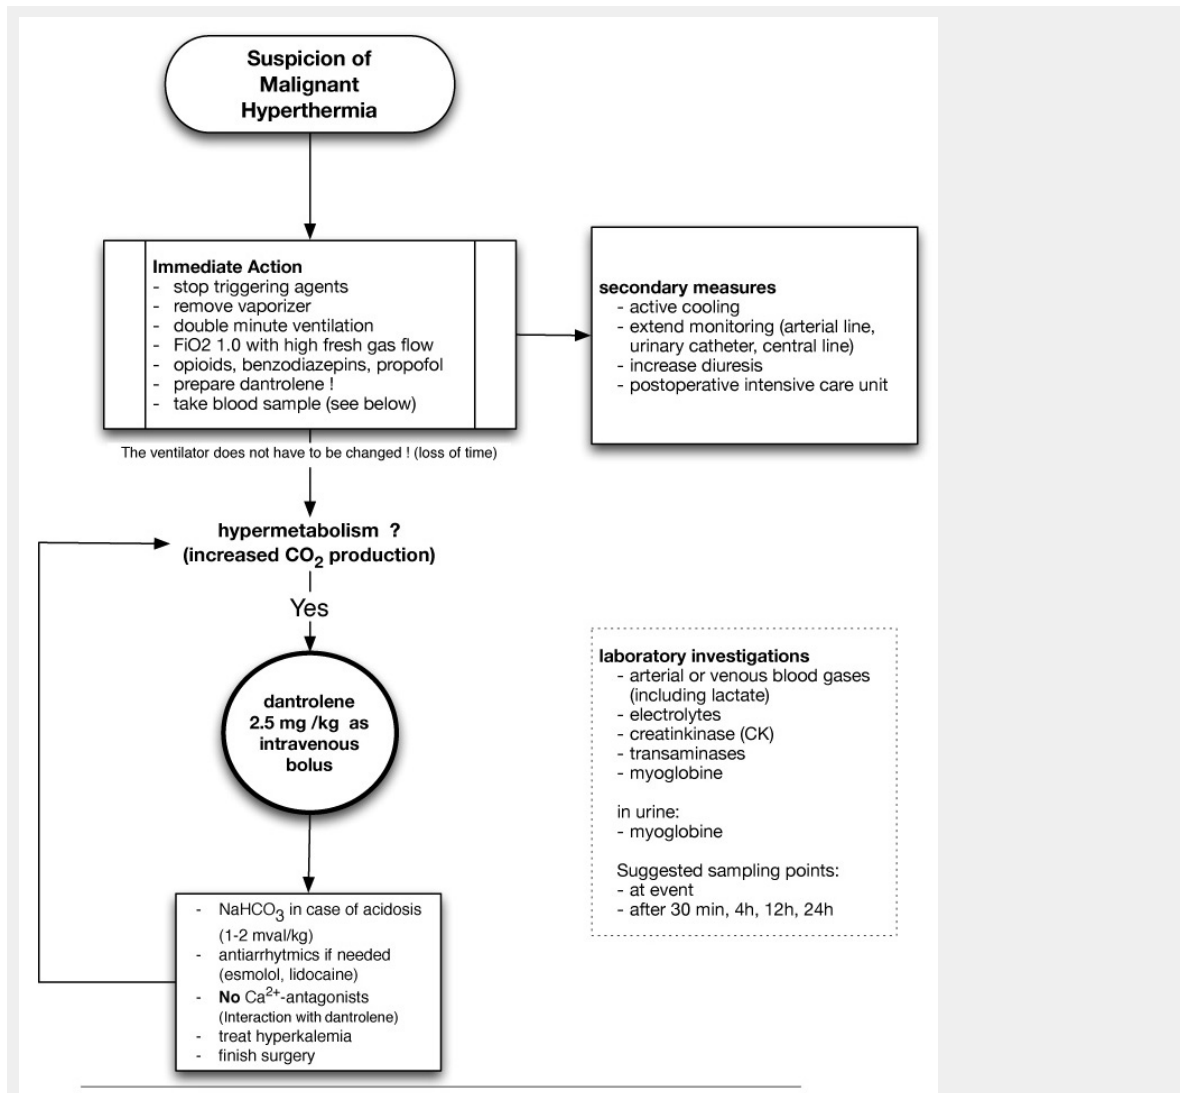 Suspicion of
Malignant
Hyperthermia
Immediate Action
- stop triggering agents
- remove vaporizer
- double minute ventilation
- FiO2 1.0 with high fresh gas flow
- opioids, benzodiazepins, propofol
- prepare dantrolene !
- take blood sample (see below)
secondary measures
- active cooling
- extend monitoring (arterial line,
urinary catheter, central line)
- increase diuresis
- postoperative intensive care unit
The ventilator does not have to be changed ! (loss of time)
hypermetabolism ?
(increased CO2 production)
Yes
dantrolene
2.5 mg /kg as
intravenous
bolus
- NaHCO3 in case of acidosis
(1-2 mval/kg)
- antiarrhytmics if needed
(esmolol, lidocaine)
- No Ca2+-antagonists
(Interaction with dantrolene)
- treat hyperkalemia
- finish surgery
laboratory investigations
- arterial or venous blood gases
(including lactate)
- electrolytes
- creatinkinase (CK)
- transaminases
- myoglobine
in urine:
- myoglobine
Suggested sampling points:
- at event
- after 30 min, 4h, 12h, 24h